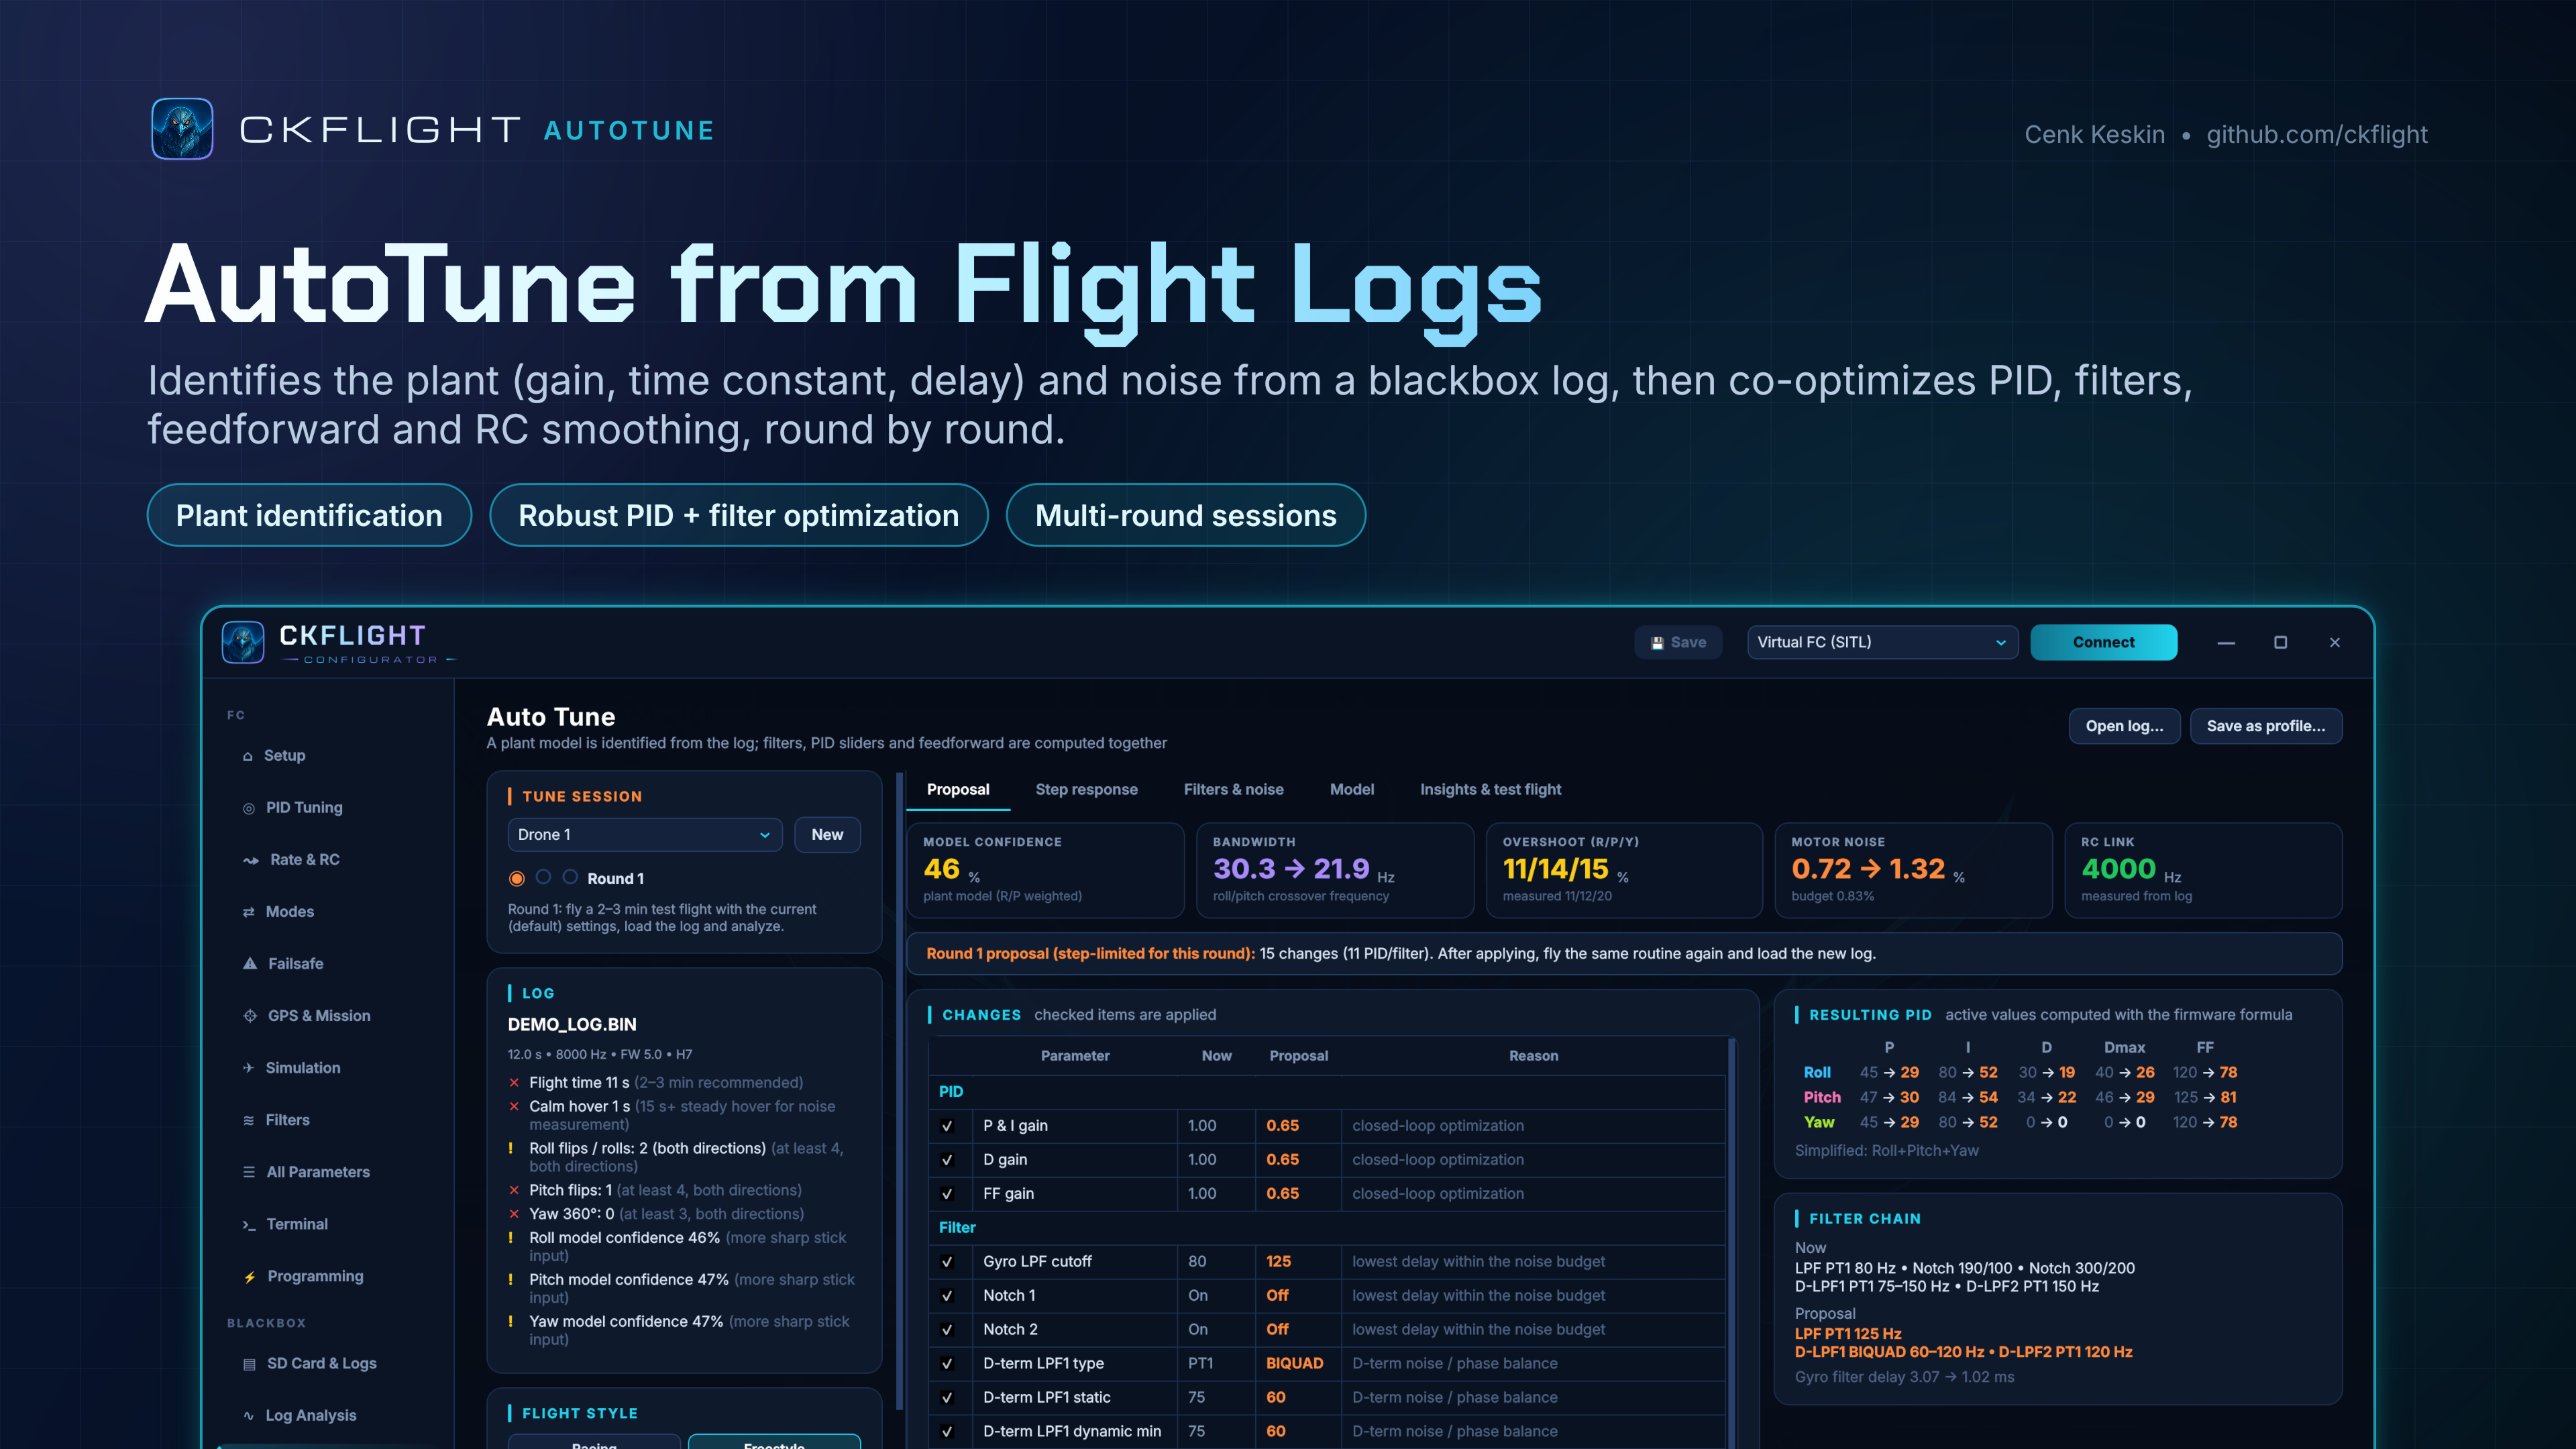 CKFLIGHT AUTOTUNE
Cenk Keskin • github.com/ckflight
AutoTune from Flight Logs
Identifies the plant (gain, time constant, delay) and noise from a blackbox log, then co-optimizes PID, filters,
feedforward and RC smoothing, round by round.
Plant identification
Robust PID + filter optimization
Multi-round sessions
CKFLIGHT
CONFIGURATOR
Save
Virtual FC (SITL)
Connect
FC
Setup
PID Tuning
Rate & RC
Modes
Failsafe
GPS & Mission
Simulation
Filters
All Parameters
Terminal
Programming
BLACKBOX
SD Card & Logs
Log Analysis
Auto Tune
A plant model is identified from the log; filters, PID sliders and feedforward are computed together
Open log...
Save as profile...
TUNE SESSION
Drone 1
New
Round 1
Round 1: fly a 2–3 min test flight with the current
(default) settings, load the log and analyze.
LOG
DEMO_LOG.BIN
12.0 s • 8000 Hz • FW 5.0 • H7
✕ Flight time 11 s (2–3 min recommended)
✕ Calm hover 1 s (15 s+ steady hover for noise
measurement)
! Roll flips / rolls: 2 (both directions) (at least 4,
both directions)
✕ Pitch flips: 1 (at least 4, both directions)
✕ Yaw 360°: 0 (at least 3, both directions)
! Roll model confidence 46% (more sharp stick
input)
! Pitch model confidence 47% (more sharp stick
input)
! Yaw model confidence 47% (more sharp stick
input)
FLIGHT STYLE
Racing
Freestyle
Proposal
Step response
Filters & noise
Model
Insights & test flight
MODEL CONFIDENCE
46 %
plant model (R/P weighted)
BANDWIDTH
30.3 → 21.9 Hz
roll/pitch crossover frequency
OVERSHOOT (R/P/Y)
11/14/15 %
measured 11/12/20
MOTOR NOISE
0.72 → 1.32 %
budget 0.83%
RC LINK
4000 Hz
measured from log
Round 1 proposal (step-limited for this round): 15 changes (11 PID/filter). After applying, fly the same routine again and load the new log.
CHANGES checked items are applied
Parameter Now Proposal Reason
PID
✓ P & I gain 1.00 0.65 closed-loop optimization
✓ D gain 1.00 0.65 closed-loop optimization
✓ FF gain 1.00 0.65 closed-loop optimization
Filter
✓ Gyro LPF cutoff 80 125 lowest delay within the noise budget
✓ Notch 1 On Off lowest delay within the noise budget
✓ Notch 2 On Off lowest delay within the noise budget
✓ D-term LPF1 type PT1 BIQUAD D-term noise / phase balance
✓ D-term LPF1 static 75 60 D-term noise / phase balance
✓ D-term LPF1 dynamic min 75 60 D-term noise / phase balance
RESULTING PID active values computed with the firmware formula
P I D Dmax FF
Roll 45 → 29 80 → 52 30 → 19 40 → 26 120 → 78
Pitch 47 → 30 84 → 54 34 → 22 46 → 29 125 → 81
Yaw 45 → 29 80 → 52 0 → 0 0 → 0 120 → 78
Simplified: Roll+Pitch+Yaw
FILTER CHAIN
Now
LPF PT1 80 Hz • Notch 190/100 • Notch 300/200
D-LPF1 PT1 75–150 Hz • D-LPF2 PT1 150 Hz
Proposal
LPF PT1 125 Hz
D-LPF1 BIQUAD 60–120 Hz • D-LPF2 PT1 120 Hz
Gyro filter delay 3.07 → 1.02 ms